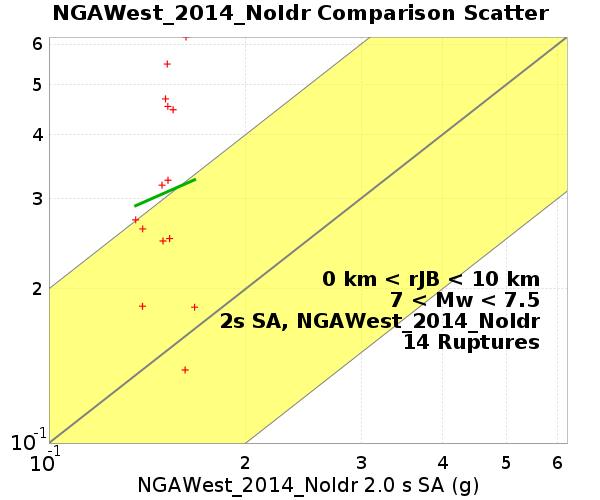 NGAWest_2014_NoIdr Comparison Scatter
6
5
4
3
2
10-1
0 km < rJB < 10 km
7 < Mw < 7.5
2s SA, NGAWest_2014_NoIdr
14 Ruptures
10-1 2 3 4 5 6
NGAWest_2014_NoIdr 2.0 s SA (g)